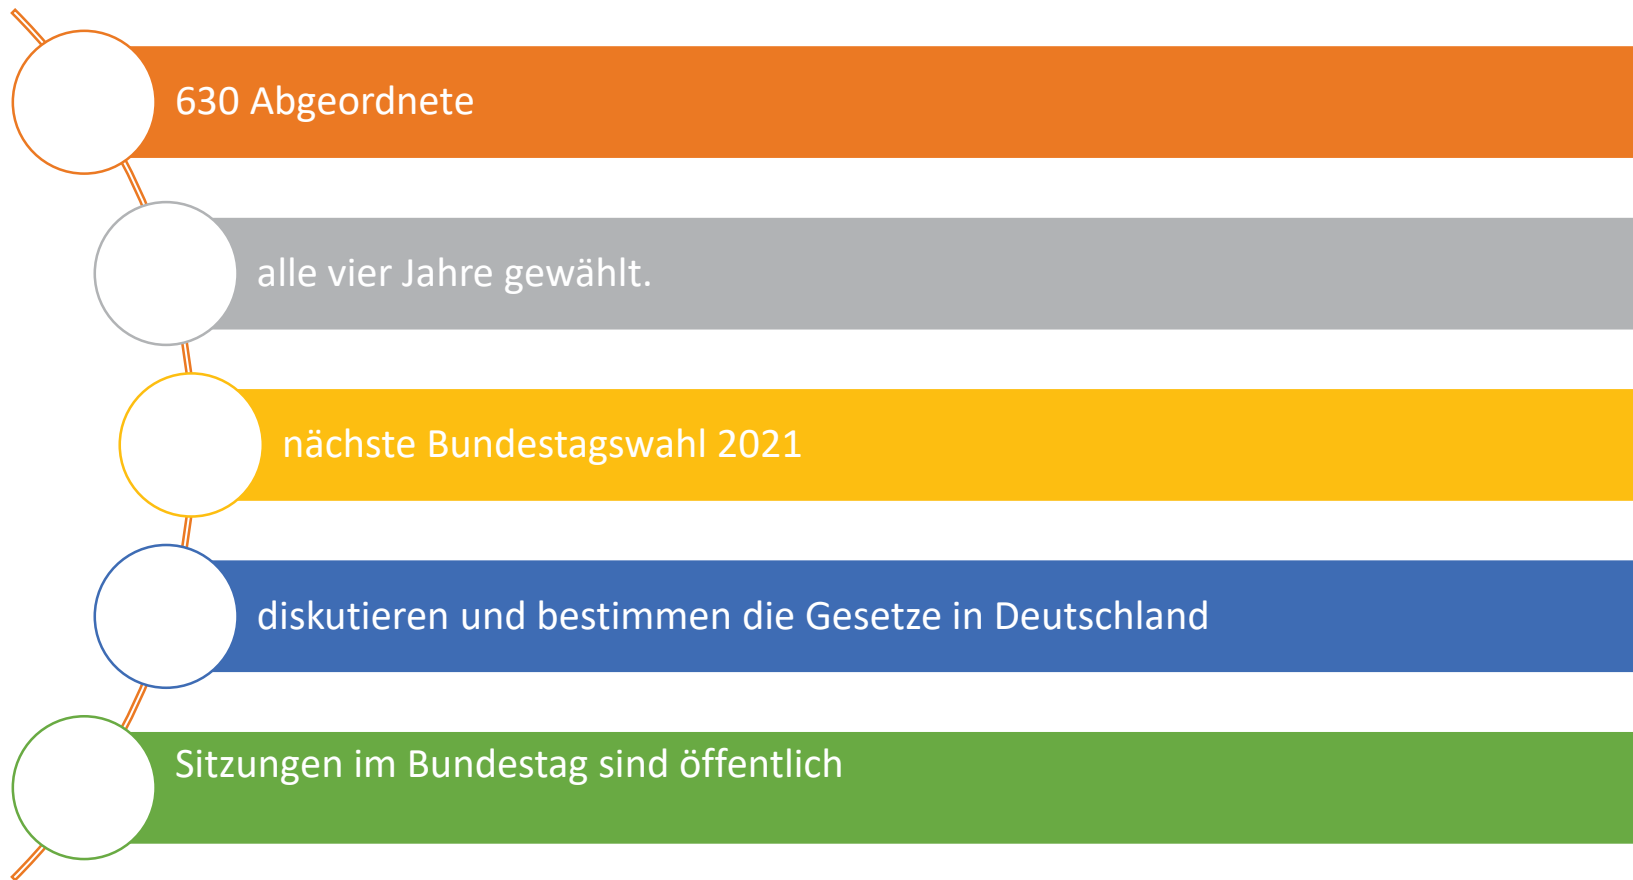 630 Abgeordnete
alle vier Jahre gewählt.
nächste Bundestagswahl 2021
diskutieren und bestimmen die Gesetze in Deutschland
Sitzungen im Bundestag sind öffentlich